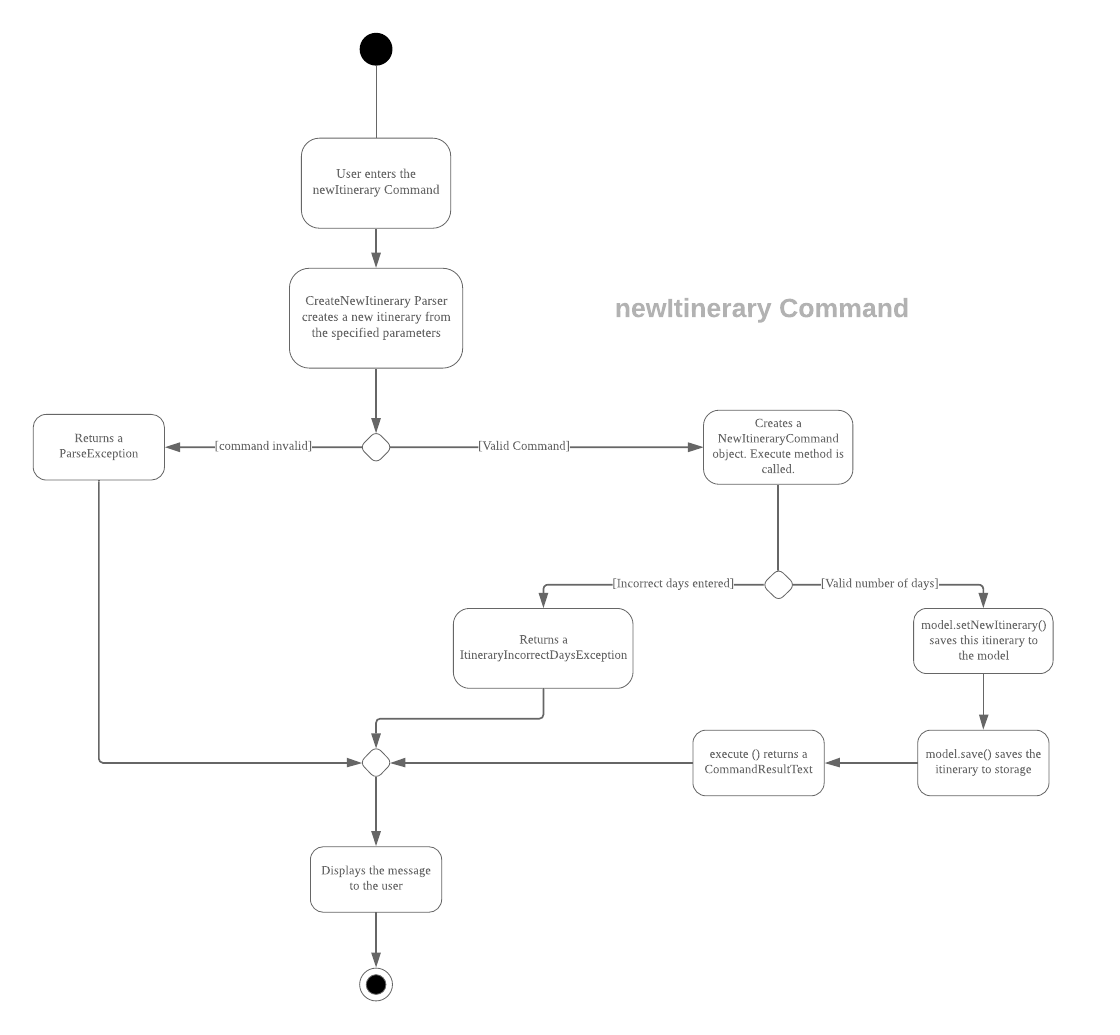 User enters the
newItinerary Command
CreateNewItinerary Parser
creates a new itinerary from
the specified parameters
newItinerary Command
Returns a
ParseException
[command invalid]
[Valid Command]
Creates a
NewItineraryCommand
object. Execute method is
called.
[Incorrect days entered]
[Valid number of days]
Returns a
ItineraryIncorrectDaysException
model.setNewItinerary()
saves this itinerary to
the model
execute () returns a
CommandResultText
model.save() saves the
itinerary to storage
Displays the message
to the user